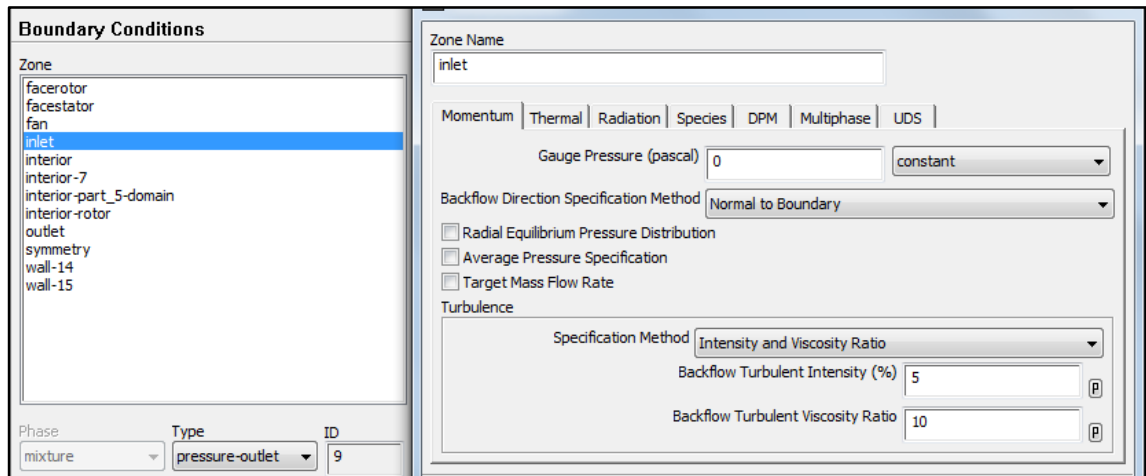 Boundary Conditions
Zone
facerotor
facestator
fan
inlet
interior
interior-7
interior-part_5-domain
interior-rotor
outlet
symmetry
wall-14
wall-15
Phase
Type
ID
mixture
pressure-outlet
9
Zone Name
inlet
Momentum Thermal Radiation Species DPM Multiphase UDS
Gauge Pressure (pascal) 0 constant
Backflow Direction Specification Method Normal to Boundary
Radial Equilibrium Pressure Distribution
Average Pressure Specification
Target Mass Flow Rate
Turbulence
Specification Method Intensity and Viscosity Ratio
Backflow Turbulent Intensity (%) 5 P
Backflow Turbulent Viscosity Ratio 10 P